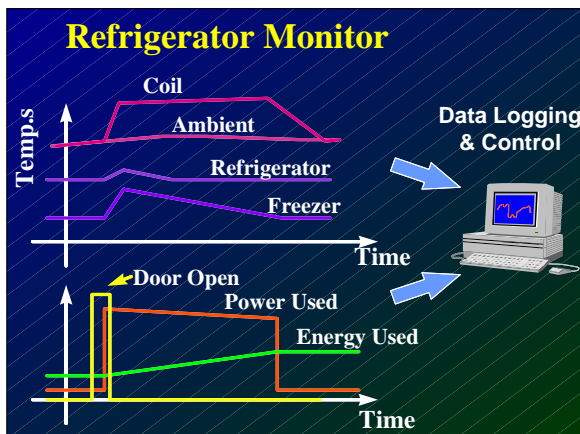 Refrigerator Monitor
Coil
Ambient
Refrigerator
Freezer
Temp.s
Time
Data Logging
& Control
Door Open
Power Used
Energy Used
Time